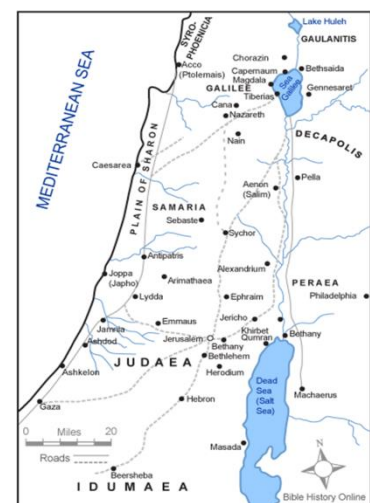 Lake Huleh
SYRO-
PHOENICIA
GAULANITIS
Chorazin
Acco
(Ptolemais)
Capernaum
Bethsaida
Magdala
Sea
Galilee
GALILEE
Gennesaret
Tiberias
Cana
Nazareth
MEDITERRANEAN SEA
Nain
DECAPOLIS
PLAIN OF SHARON
Caesarea
Pella
Aenon
(Salim)
SAMARIA
Sebaste
Sychor
Antipatris
Alexandrium
Joppa
(Japho)
Arimathaea
PERAEA
Lydda
Ephraim
Philadelphia
Jamnia
Emmaus
Jericho
Khirbet
Qumran
Jerusalem
Bethany
Bethany
Ashdod
Bethlehem
JUDAEA
Herodium
Ashkelon
Dead
Sea
(Salt
Sea)
Machaerus
Gaza
Hebron
Miles
0 20
Roads
Masada
N
Beersheba
IDUMAEA
Bible History Online